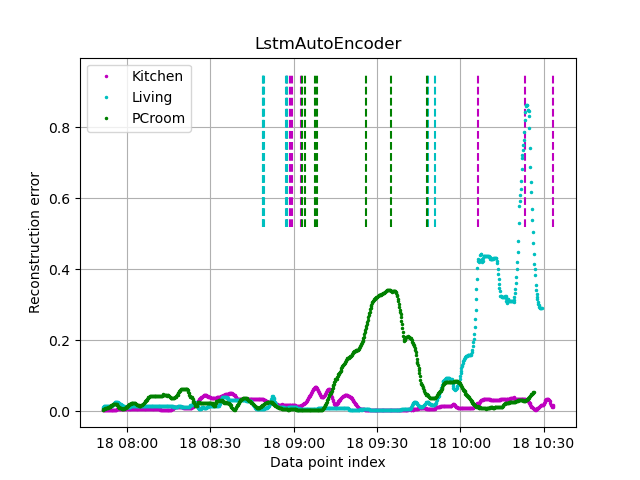 LstmAutoEncoder
Kitchen
Living
PCroom
Reconstruction error
0.8
0.6
0.4
0.2
0.0
18 08:00
18 08:30
18 09:00
18 09:30
18 10:00
18 10:30
Data point index